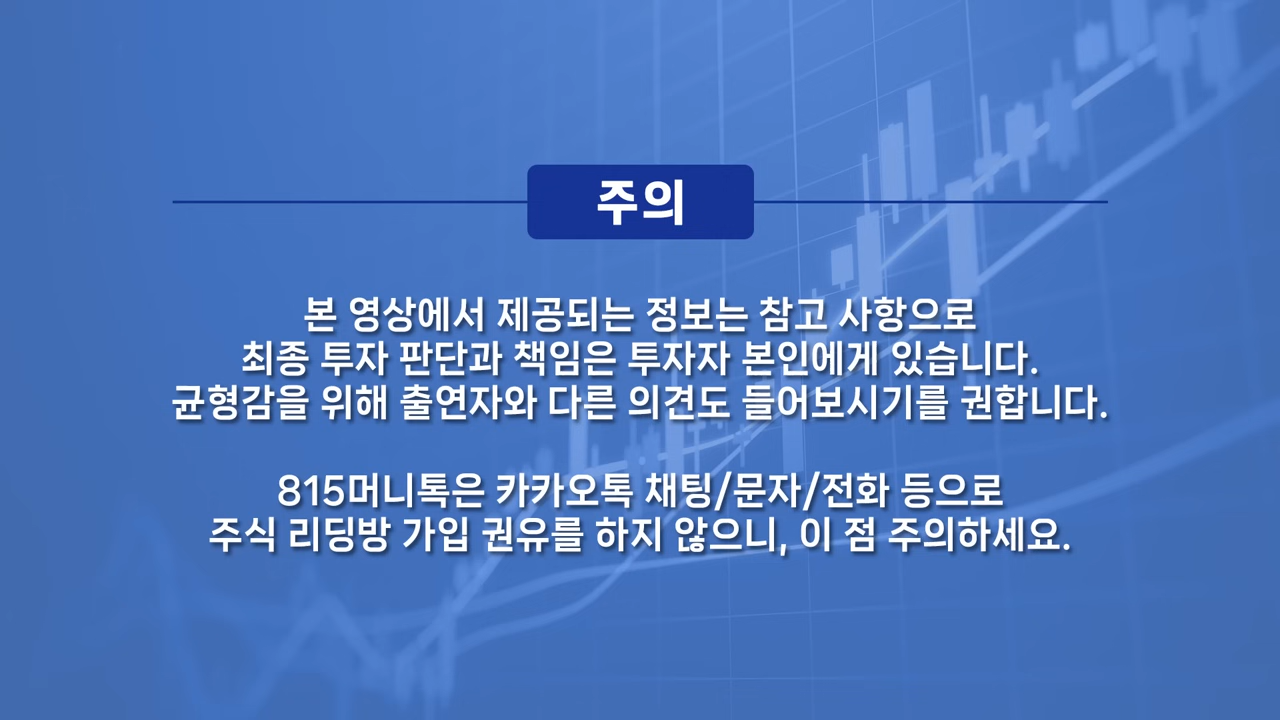 주의
본 영상에서 제공되는 정보는 참고 사항으로
최종 투자 판단과 책임은 투자자 본인에게 있습니다.
균형감을 위해 출연자와 다른 의견도 들어보시기를 권합니다.
815머니톡은 카카오톡 채팅/문자/전화 등으로
주식 리딩방 가입 권유를 하지 않으니, 이 점 주의하세요.